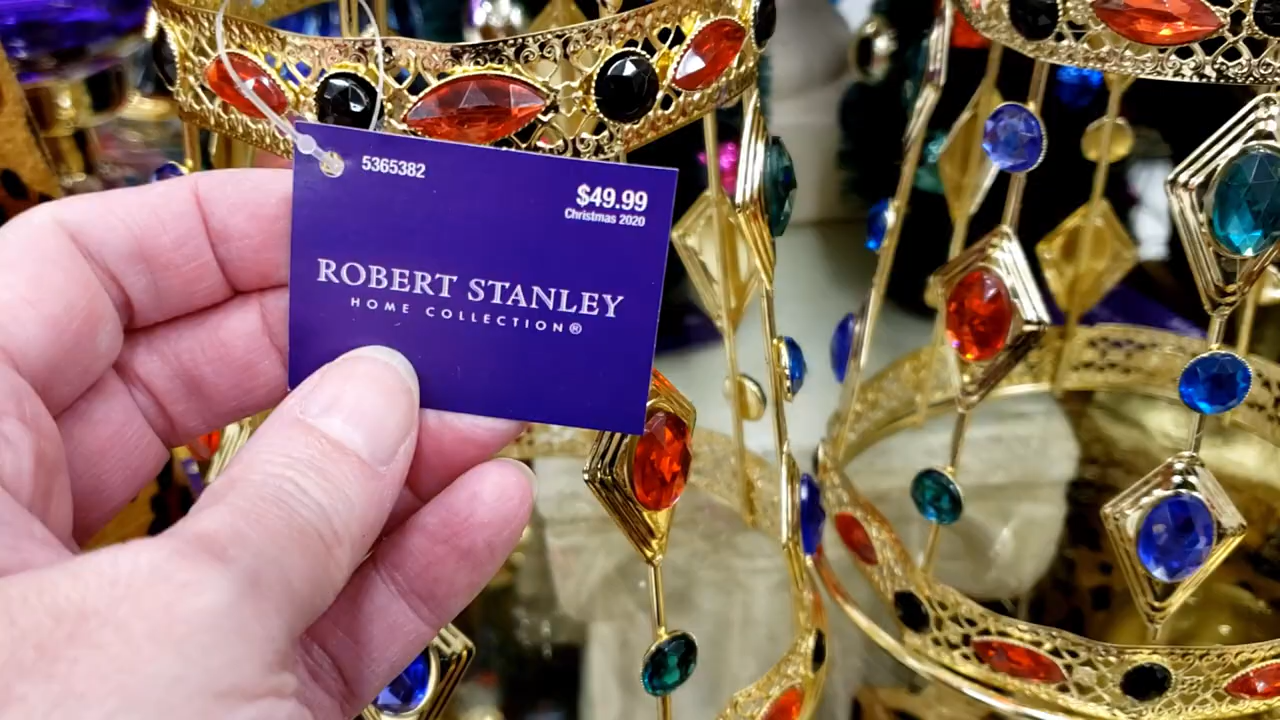 5365382
$49.99
Christmas 2020
ROBERT STANLEY
HOME COLLECTION®